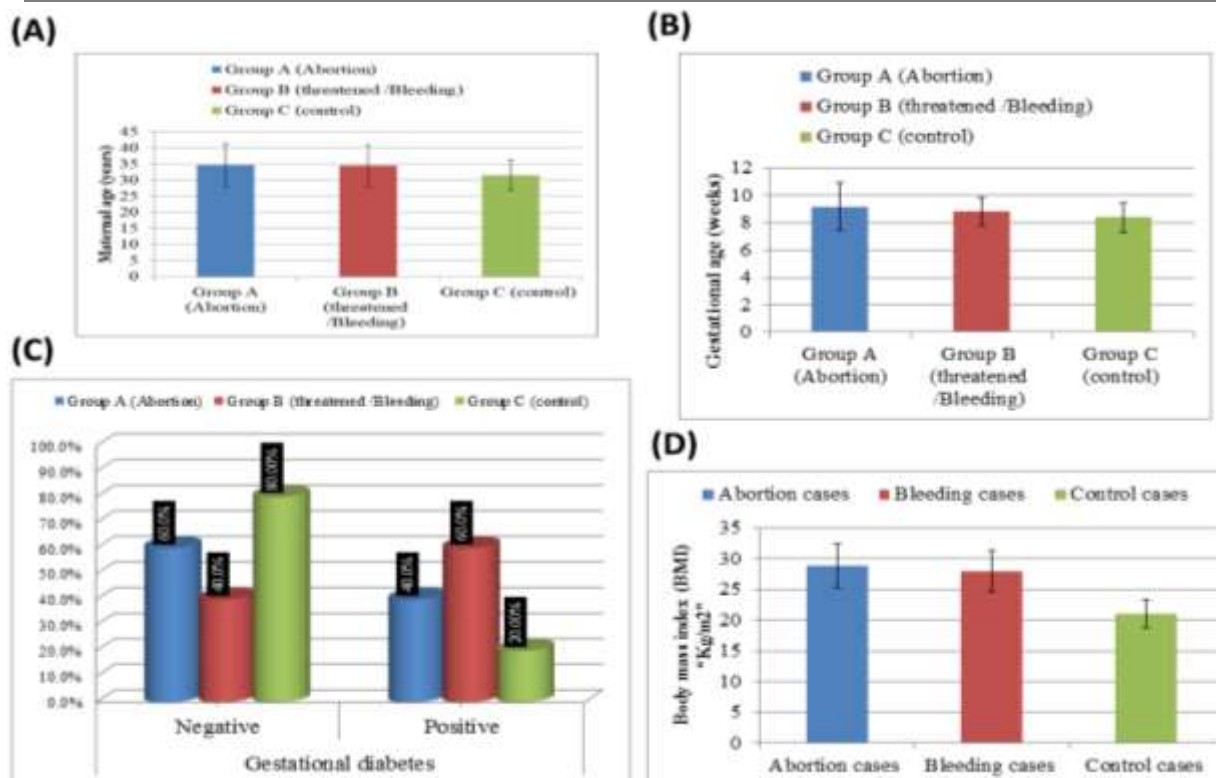 (A)
Group A (Abortion)
Group B (threatened /Bleeding)
Group C (control)
Maternal age (years)
45
40
35
30
25
20
15
10
5
0
Group A
(Abortion)
Group B
(threatened
/Bleeding)
Group C (control)
(B)
Group A (Abortion)
Group B (threatened /Bleeding)
Group C (control)
Gestational age (weeks)
12
10
8
6
4
2
0
Group A
(Abortion)
Group B
(threatened
/Bleeding)
Group C
(control)
(C)
Group A (Abortion) Group B (threatened /Bleeding) Group C (control)
100.0%
90.0%
80.0%
70.0%
60.0%
50.0%
40.0%
30.0%
20.0%
10.0%
0.0%
60.0%
40.0%
80.00%
40.0%
60.0%
20.00%
Negative Positive
Gestational diabetes
(D)
Abortion cases Bleeding cases Control cases
Body mass index (BMI)
"Kg/m2"
35
30
25
20
15
10
5
0
Abortion cases Bleeding cases Control cases